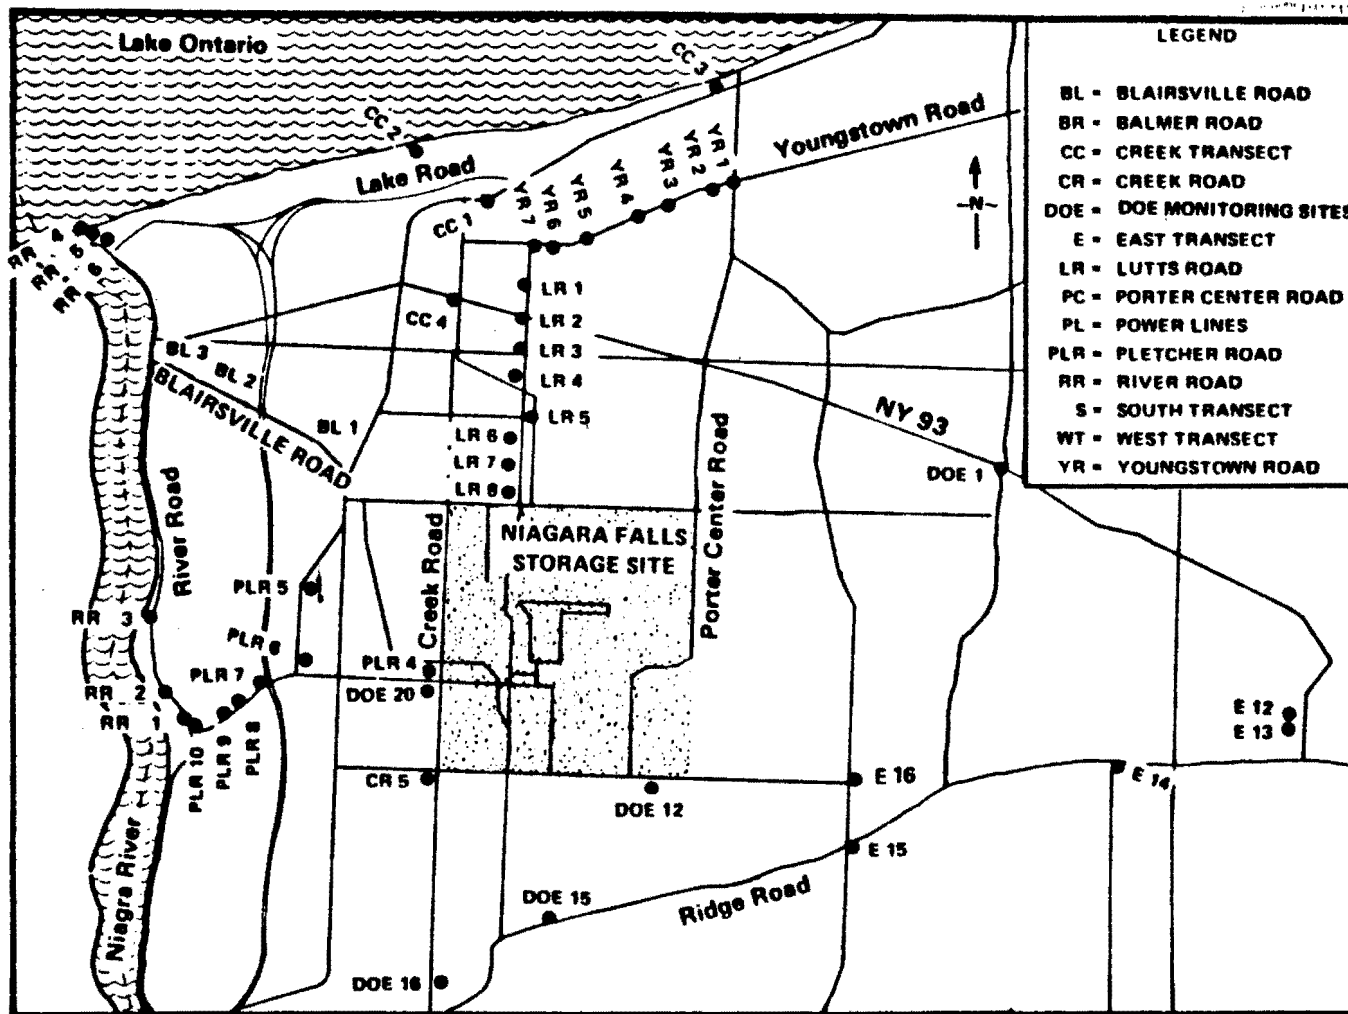 Lake Ontario
LEGEND
BL = BLAIRSVILLE ROAD
BR = BALMER ROAD
CC = CREEK TRANSECT
CR = CREEK ROAD
DOE = DOE MONITORING SITES
E = EAST TRANSECT
LR = LUTTS ROAD
PC = PORTER CENTER ROAD
PL = POWER LINES
PLR = PLETCHER ROAD
RR = RIVER ROAD
S = SOUTH TRANSECT
WT = WEST TRANSECT
YR = YOUNGSTOWN ROAD
CC 3
CC 2
Lake Road
Youngstown Road
N
YR 1
YR 2
YR 3
YR 4
YR 5
YR 6
YR 7
CC 1
RR 4
RR 5
RR 6
LR 1
CC 4
LR 2
LR 3
LR 4
LR 5
LR 6
LR 7
LR 8
BL 3
BL 2
BL 1
BLAIRSVILLE ROAD
NY 93
DOE 1
River Road
Creek Road
NIAGARA FALLS
STORAGE SITE
Porter Center Road
PLR 5
RR 3
PLR 6
PLR 4
PLR 7
DOE 20
RR 2
RR 1
PLR 10
PLR 9
PLR 8
E 12
E 13
CR 5
E 16
E 14
DOE 12
E 15
Niagra River
DOE 15
Ridge Road
DOE 16